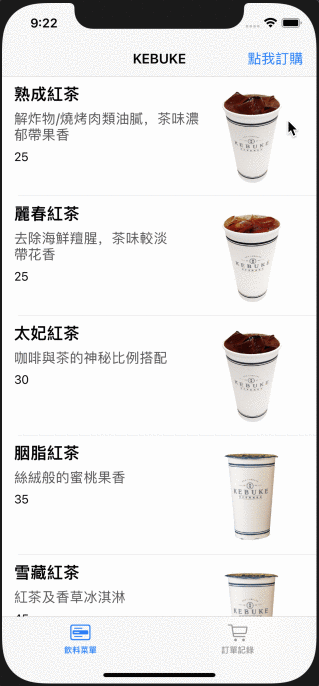 9:22
KEBUKE
點我訂購
熟成紅茶
解炸物/燒烤肉類油膩，茶味濃
郁帶果香
25
KEBUKE
麗春紅茶
去除海鮮羶腥，茶味較淡
帶花香
25
KEBUKE
太妃紅茶
咖啡與茶的神秘比例搭配
30
KEBUKE
胭脂紅茶
絲絨般的蜜桃果香
35
KEBUKE
雪藏紅茶
紅茶及香草冰淇淋
飲料菜單
訂單記錄